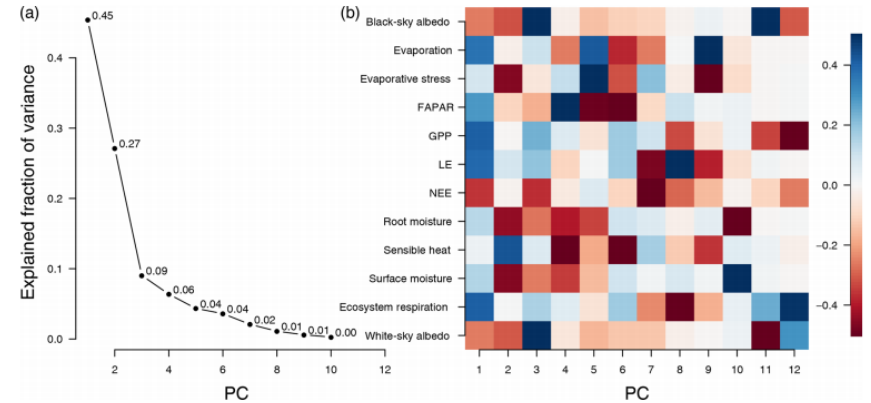 (a)
0.45
0.27
0.09
0.06
0.04
0.04
0.02
0.01
0.01
0.00
Explained fraction of variance
0.4
0.3
0.2
0.1
0.0
2 4 6 8 10 12
PC
(b)
Black-sky albedo
Evaporation
Evaporative stress
FAPAR
GPP
LE
NEE
Root moisture
Sensible heat
Surface moisture
Ecosystem respiration
White-sky albedo
1 2 3 4 5 6 7 8 9 10 11 12
PC
0.4
0.2
0.0
−0.2
−0.4